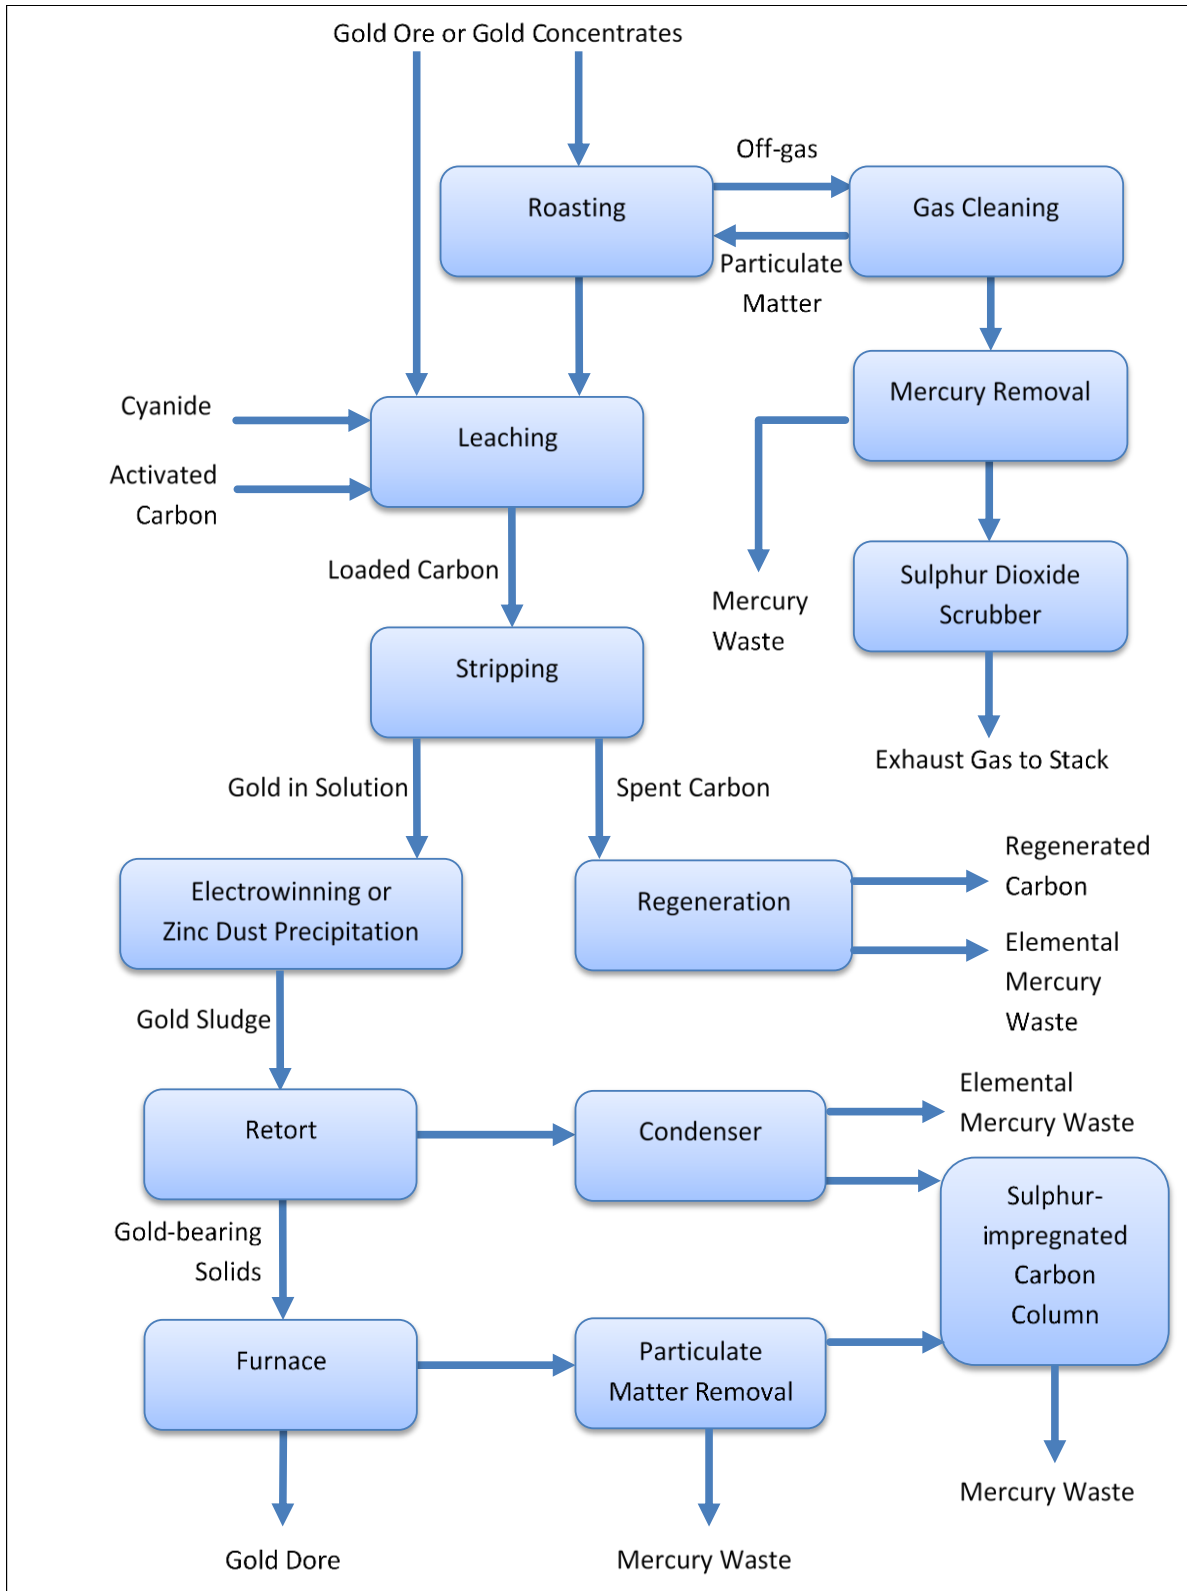 Gold Ore or Gold Concentrates
Off-gas
Roasting
Gas Cleaning
Particulate
Matter
Mercury Removal
Cyanide
Leaching
Activated
Carbon
Loaded Carbon
Sulphur Dioxide
Scrubber
Mercury
Waste
Stripping
Exhaust Gas to Stack
Gold in Solution
Spent Carbon
Regenerated
Carbon
Electrowinning or
Zinc Dust Precipitation
Regeneration
Elemental
Mercury
Waste
Gold Sludge
Elemental
Mercury Waste
Retort
Condenser
Sulphur-
impregnated
Carbon
Column
Gold-bearing
Solids
Furnace
Particulate
Matter Removal
Mercury Waste
Gold Dore
Mercury Waste